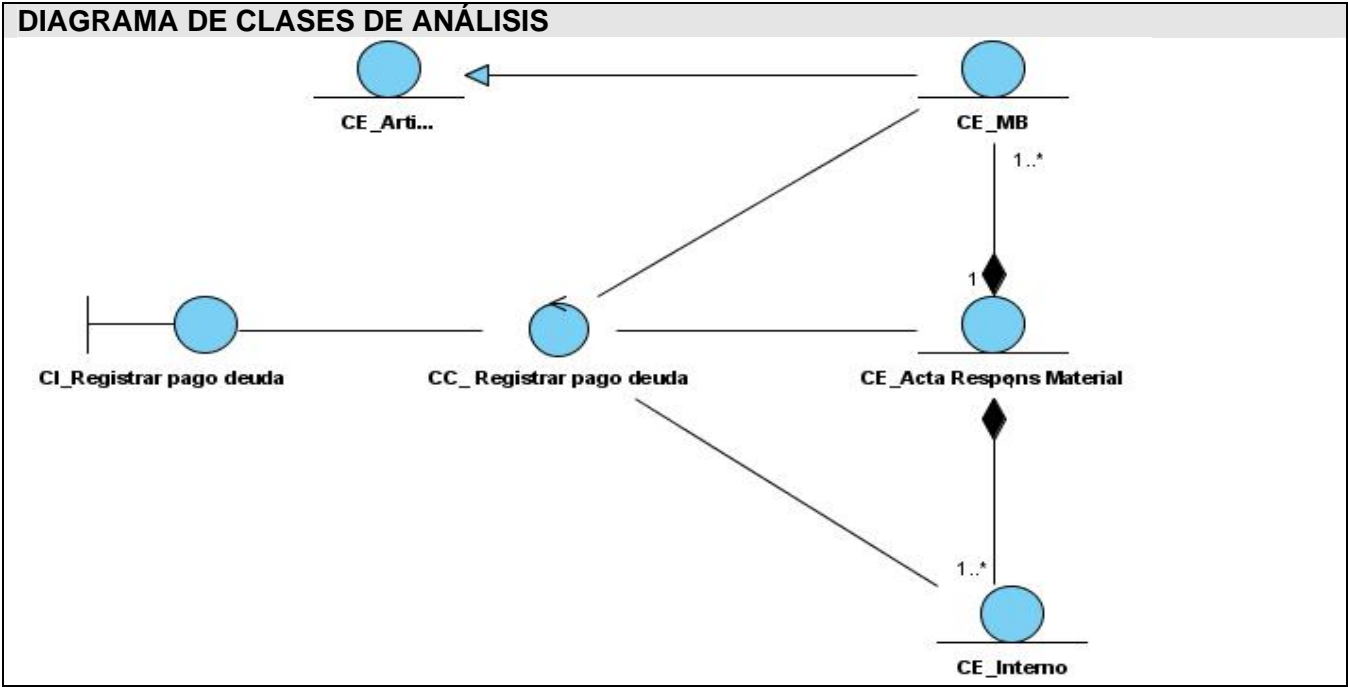 DIAGRAMA DE CLASES DE ANÁLISIS
CE_Arti...
CE_MB
1..*
1
CI_Registrar pago deuda
CC_ Registrar pago deuda
CE_Acta Respons Material
1..*
CE_Interno